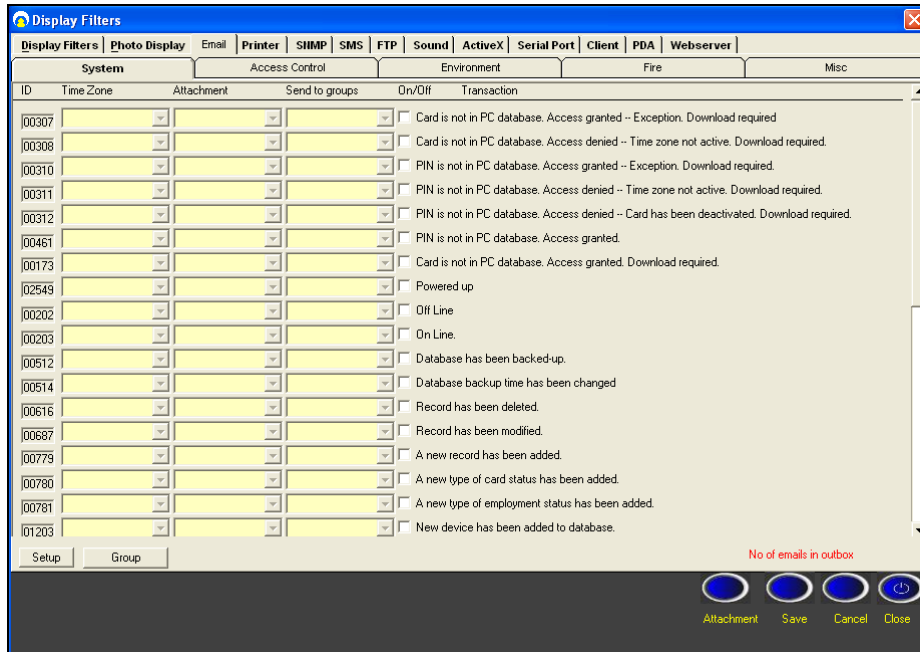 Display Filters
Display Filters Photo Display Email Printer SNMP SMS FTP Sound ActiveX Serial Port Client PDA Webserver
System Access Control Environment Fire Misc
ID Time Zone Attachment Send to groups On/Off Transaction
00307 Card is not in PC database. Access granted -- Exception. Download required
00308 Card is not in PC database. Access denied -- Time zone not active. Download required.
00310 PIN is not in PC database. Access granted -- Exception. Download required.
00311 PIN is not in PC database. Access denied -- Time zone not active. Download required.
00312 PIN is not in PC database. Access denied -- Card has been deactivated. Download required.
00461 PIN is not in PC database. Access granted.
00173 Card is not in PC database. Access granted. Download required.
02549 Powered up
00202 Off Line
00203 On Line.
00512 Database has been backed-up.
00514 Database backup time has been changed
00616 Record has been deleted.
00687 Record has been modified.
00779 A new record has been added.
00780 A new type of card status has been added.
00781 A new type of employment status has been added.
01203 New device has been added to database.
Setup Group No of emails in outbox
Attachment Save Cancel Close